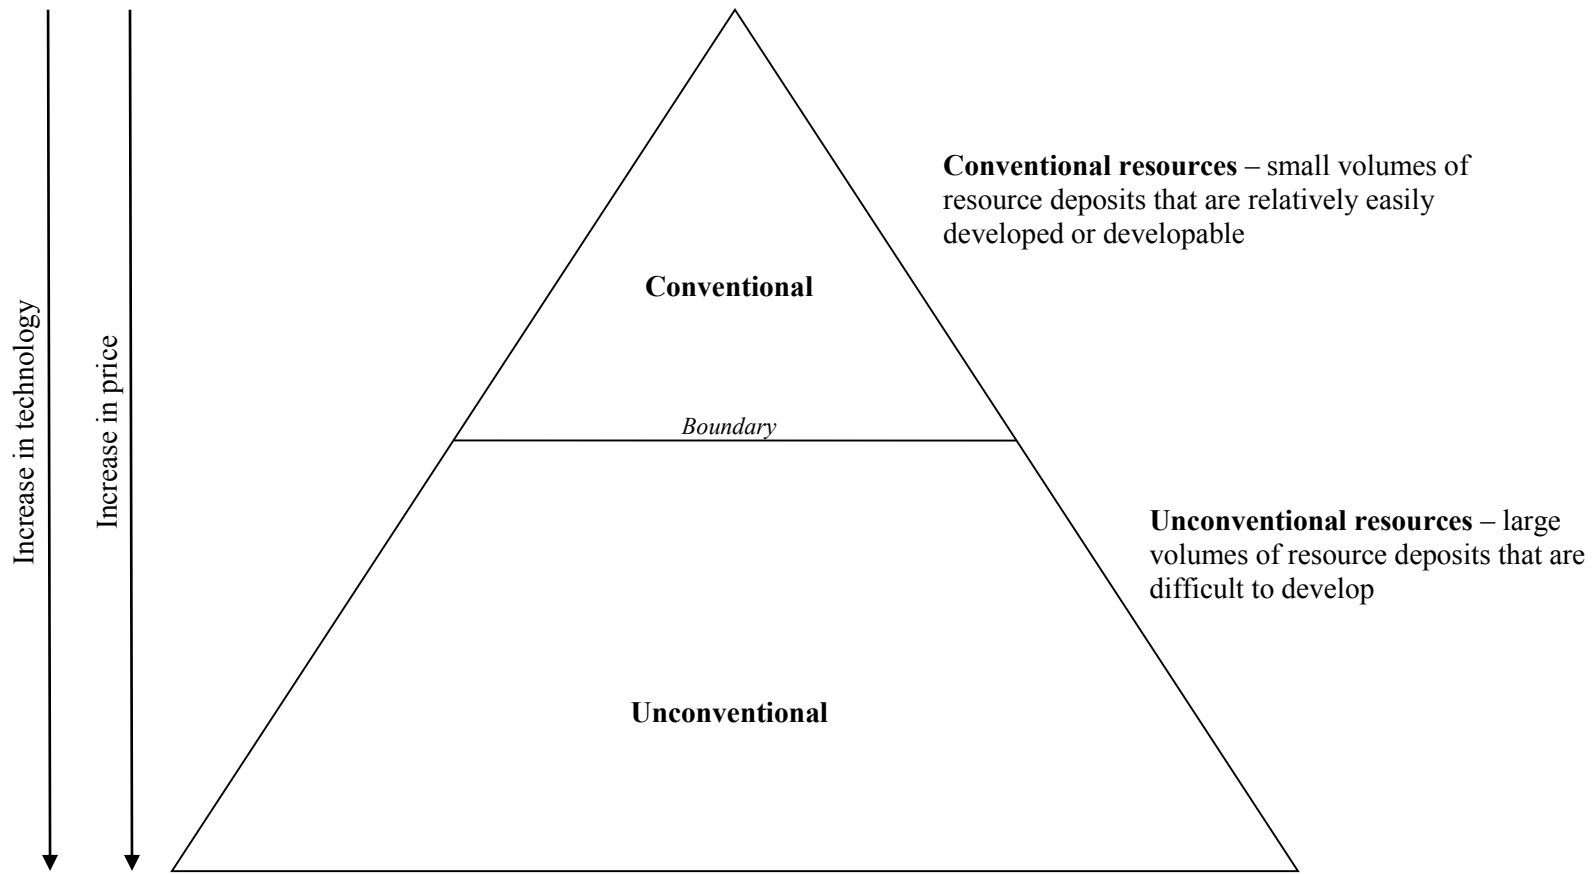 Increase in technology
Increase in price
Conventional resources – small volumes of
resource deposits that are relatively easily
developed or developable
Conventional
Boundary
Unconventional resources – large
volumes of resource deposits that are
difficult to develop
Unconventional